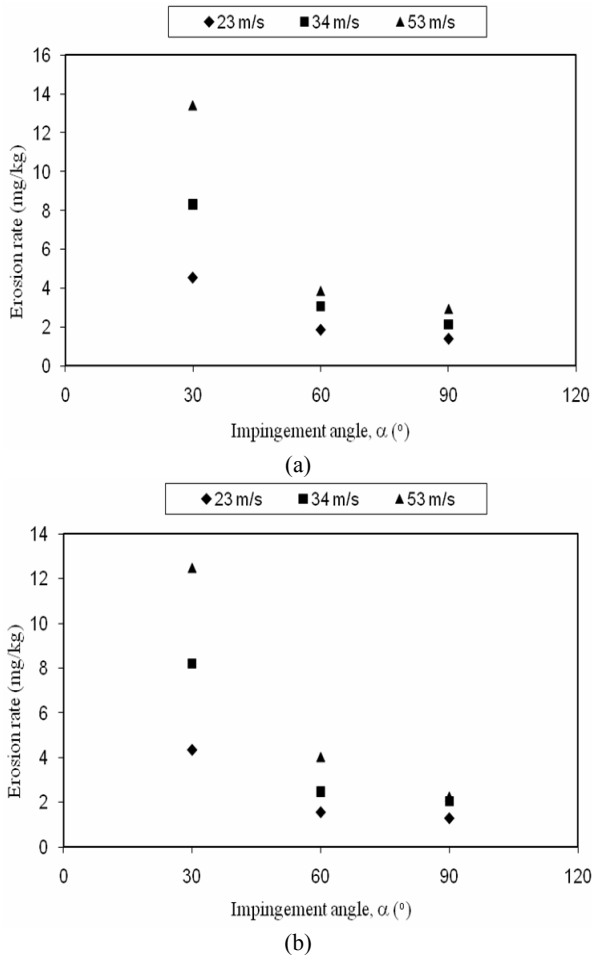 23 m/s 34 m/s 53 m/s
16
14
12
10
8
6
4
2
0
Erosion rate (mg/kg)
0 30 60 90 120
Impingement angle, α (º)
(a)
23 m/s 34 m/s 53 m/s
14
12
10
8
6
4
2
0
Erosion rate (mg/kg)
0 30 60 90 120
Impingement angle, α (º)
(b)